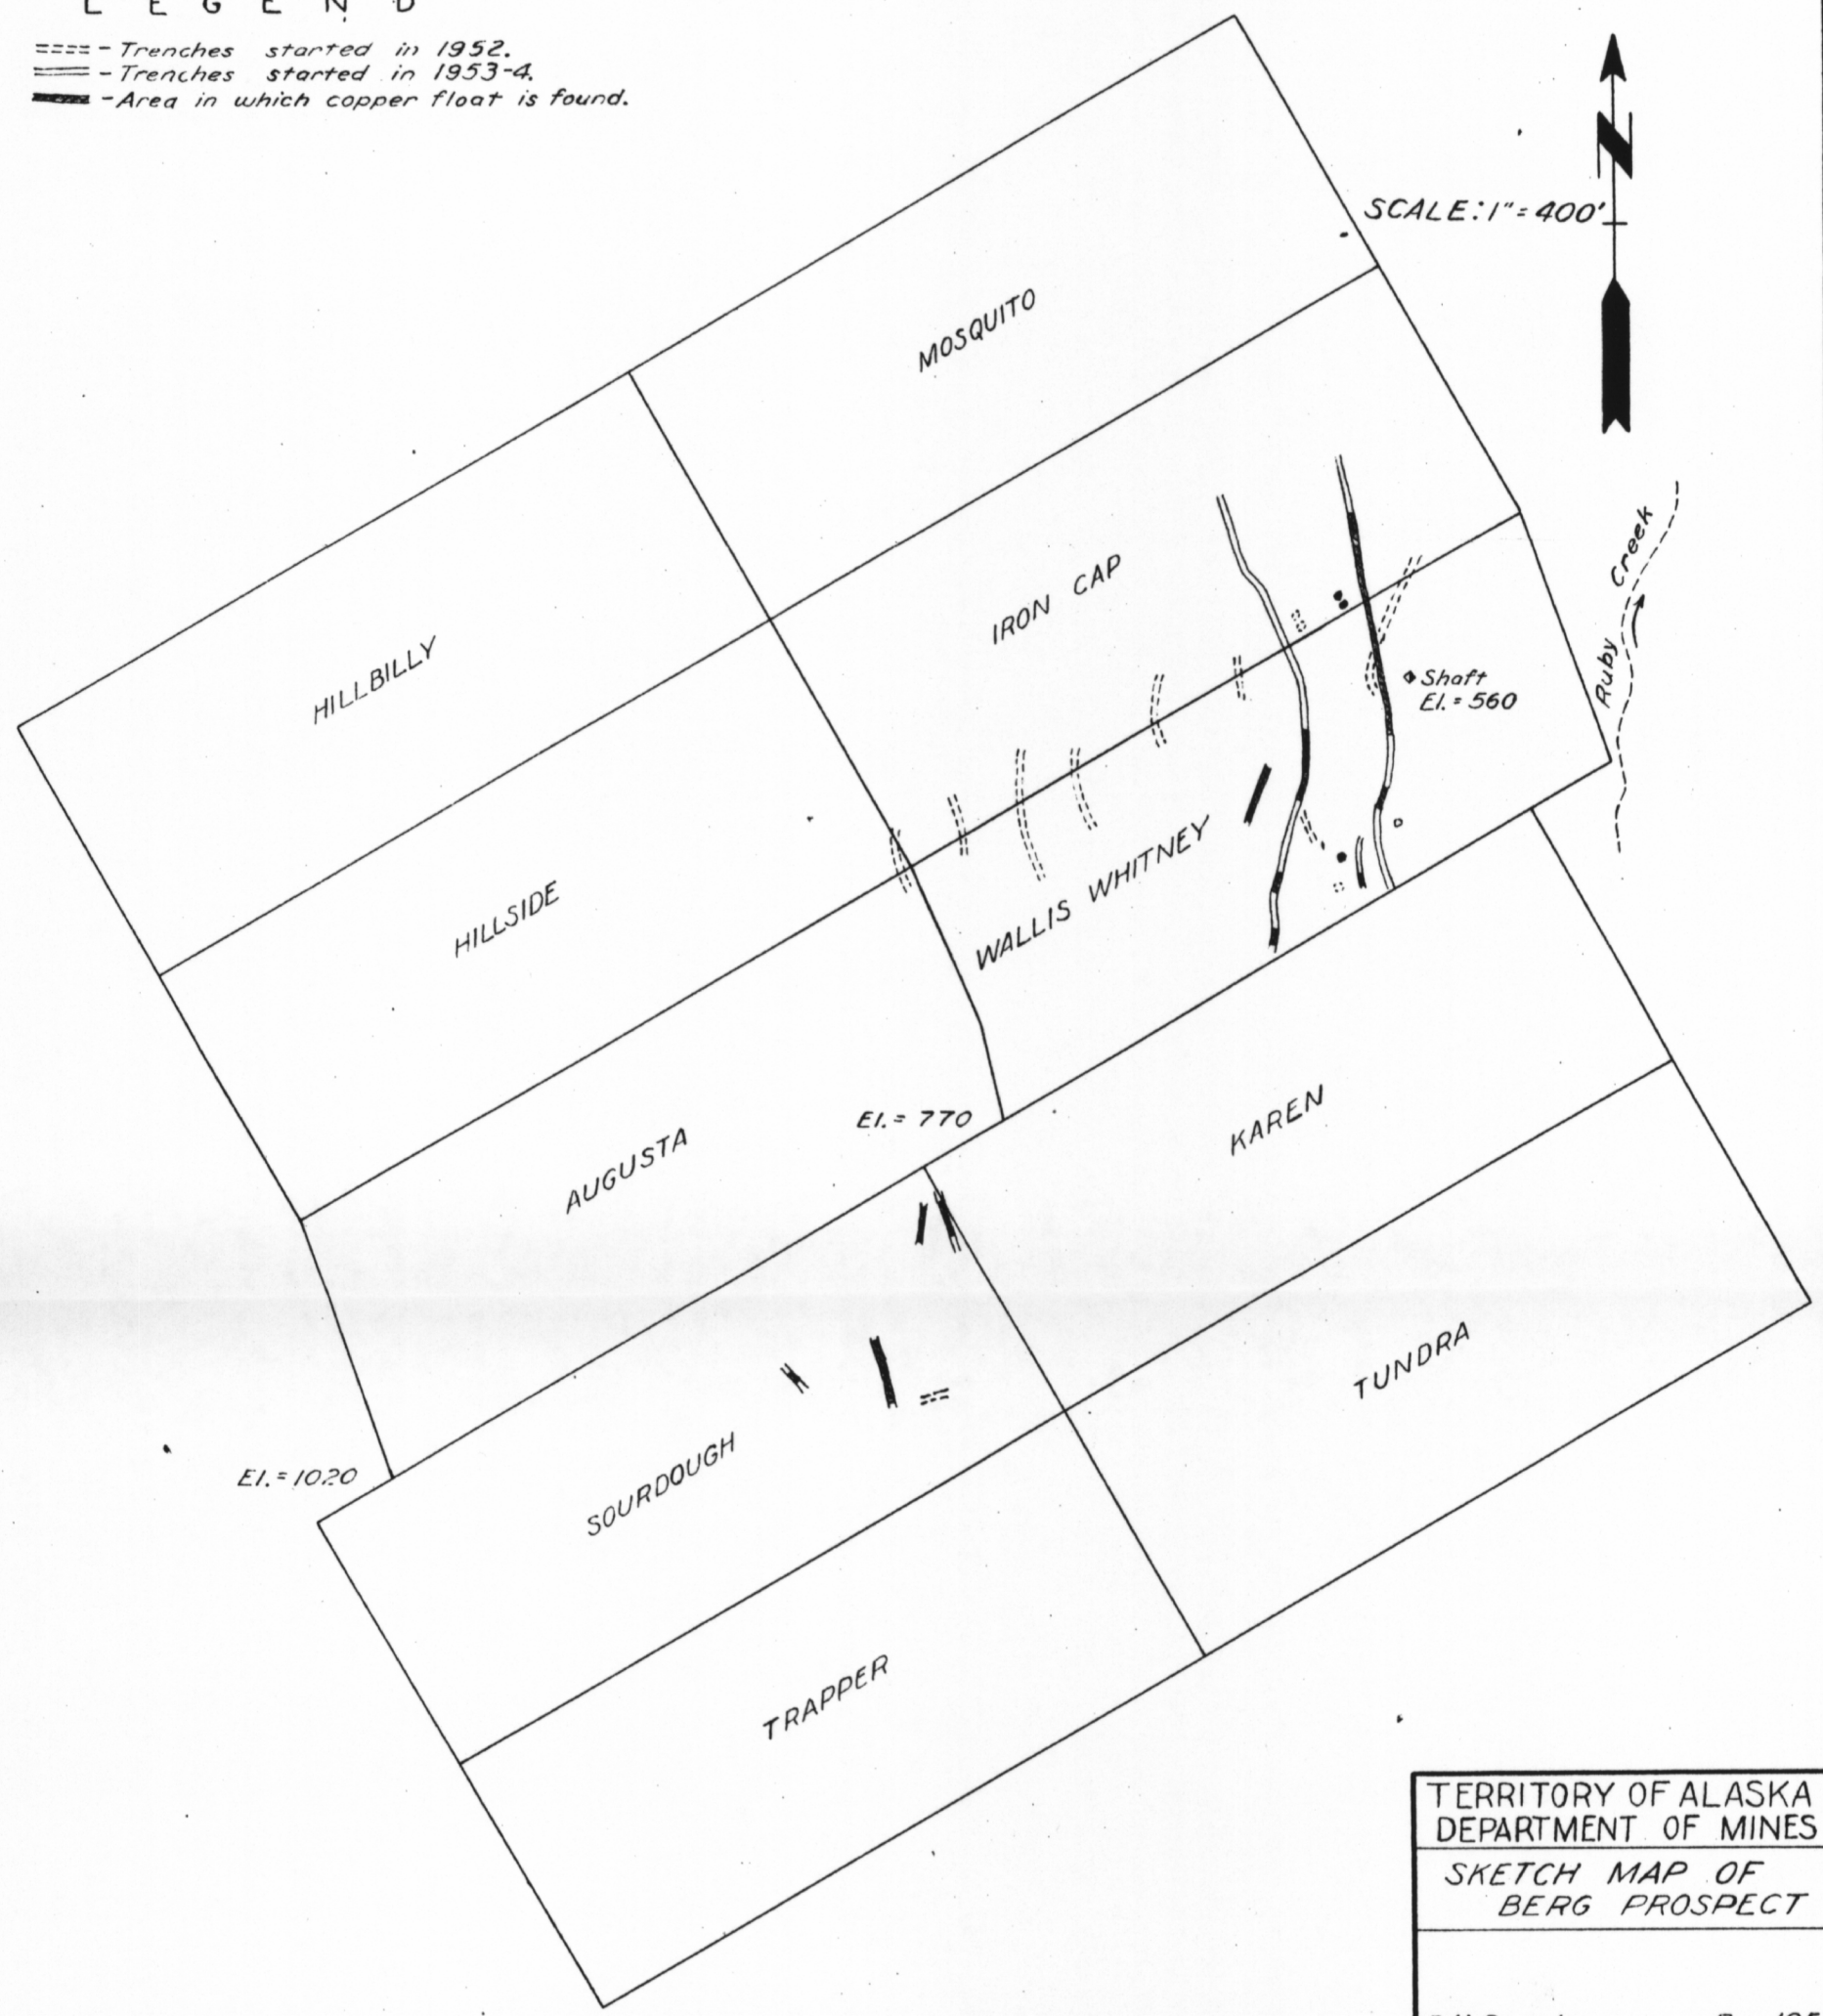 L E G E N D
- Trenches started in 1952.
- Trenches started in 1953-4.
- Area in which copper float is found.
N
SCALE: 1" = 400'
MOSQUITO
HILLBILLY
IRON CAP
Ruby Creek
Shaft
El. = 560
HILLSIDE
WALLIS WHITNEY
AUGUSTA
El. = 770
KAREN
TUNDRA
El. = 1020
SOURDOUGH
TRAPPER
TERRITORY OF ALASKA
DEPARTMENT OF MINES
SKETCH MAP OF
BERG PROSPECT